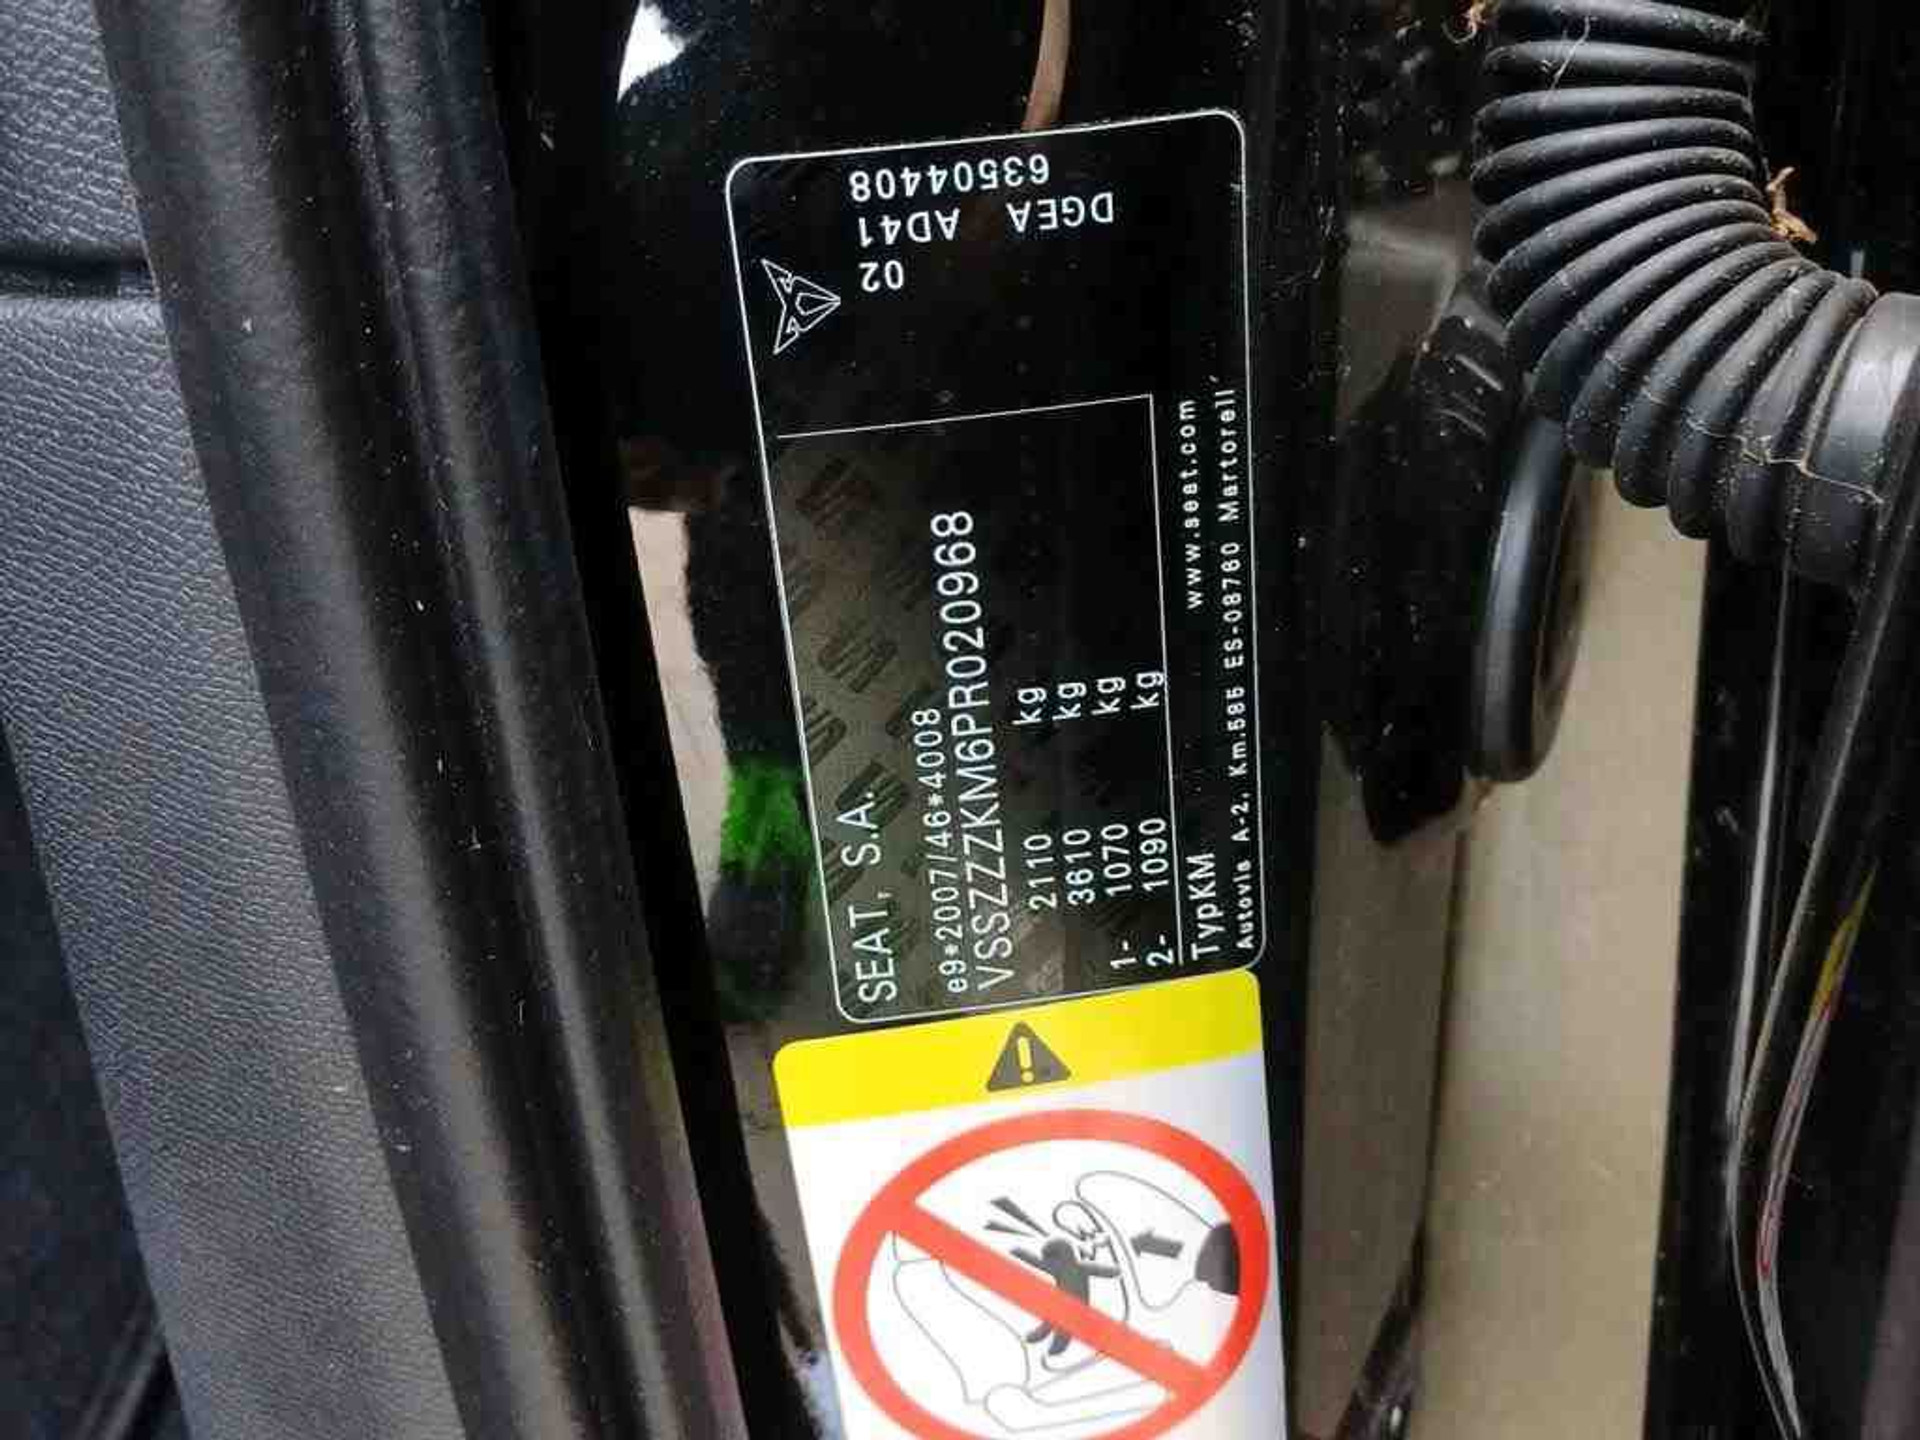 SEAT, S.A.
e9*2007/46*4008
VSSZZZKM6PR020968
2110 kg
3610 kg
1- 1070 kg
2- 1090 kg
TypKM www.seat.com
Autovia A-2, Km.585 ES-08760 Martorell
63504408
DGEA AD41
02